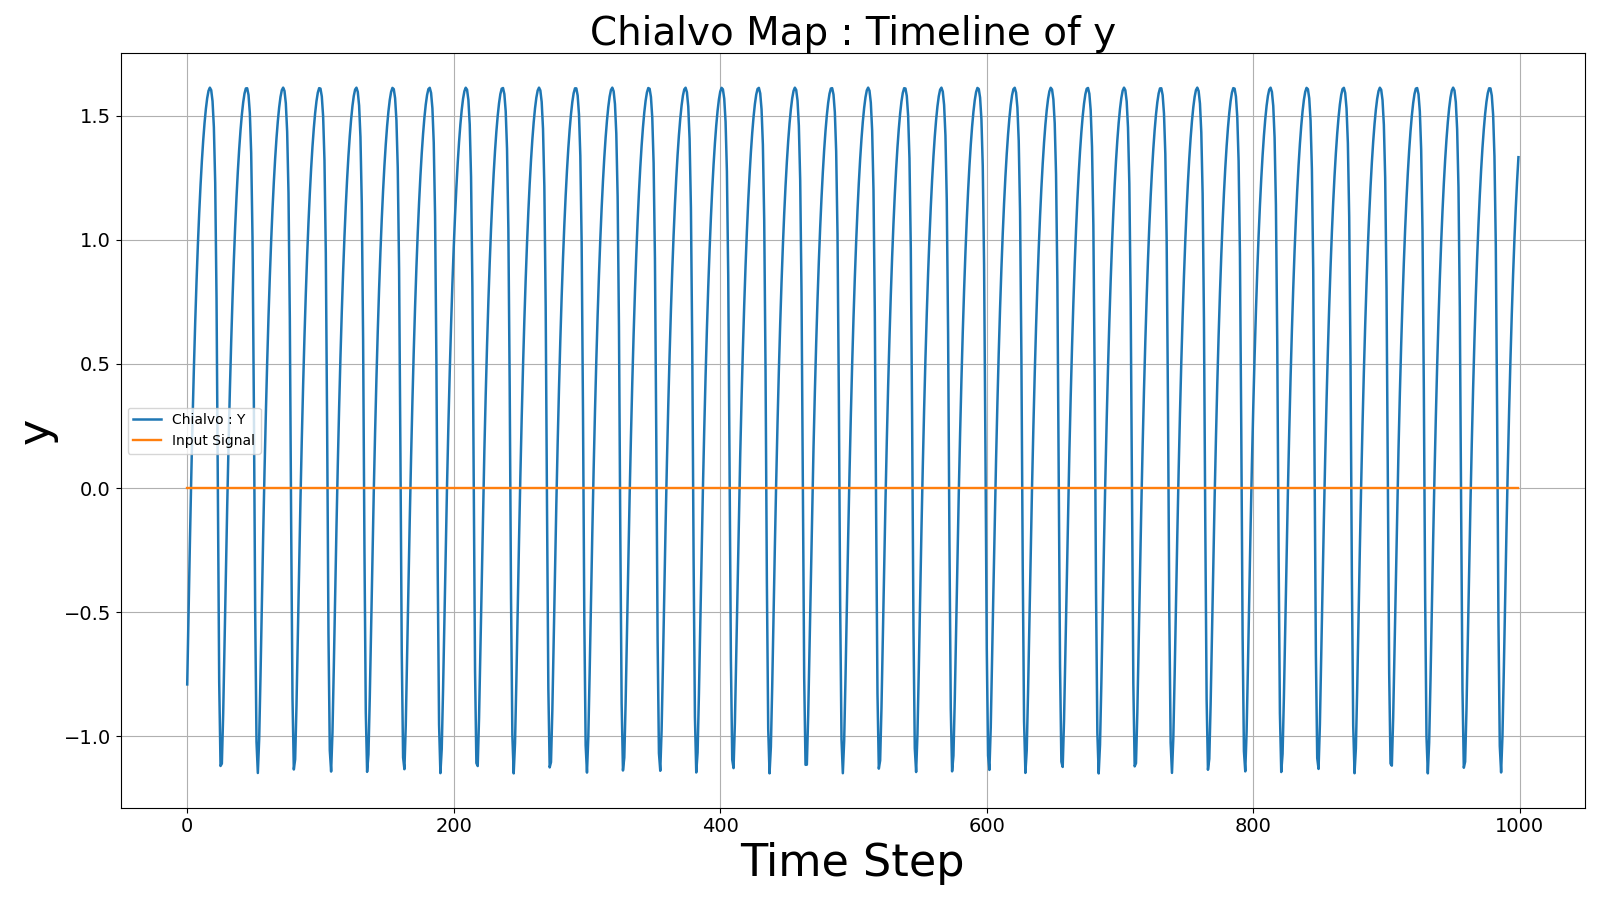 Chialvo Map : Timeline of y
1.5
1.0
0.5
0.0
−0.5
−1.0
y
Chialvo : Y
Input Signal
0 200 400 600 800 1000
Time Step